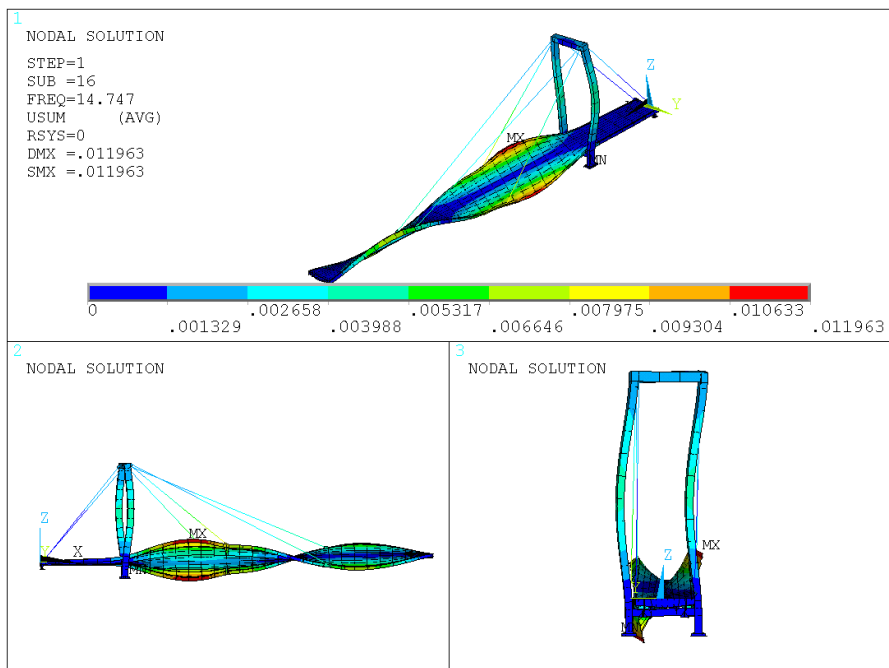 1
NODAL SOLUTION
STEP=1
SUB =16
FREQ=14.747
USUM (AVG)
RSYS=0
DMX =.011963
SMX =.011963
Z
Y
MX
MN
0 .002658 .005317 .007975 .010633
.001329 .003988 .006646 .009304 .011963
2
NODAL SOLUTION
Z
Y X
MX
MN
3
NODAL SOLUTION
MX
Z
Y